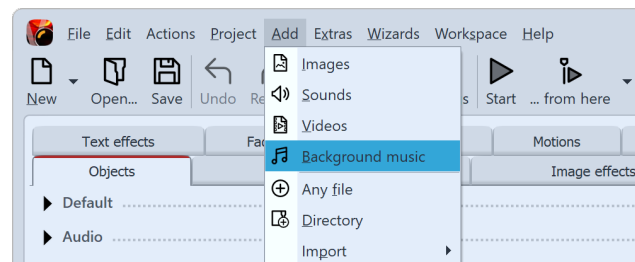 File Edit Actions Project Add Extras Wizards Workspace Help
Images
Sounds
New Open... Save Undo Start ... from here
Videos
Text effects Motions
Background music
Objects Image effects
Any file
Default
Directory
Audio
Import